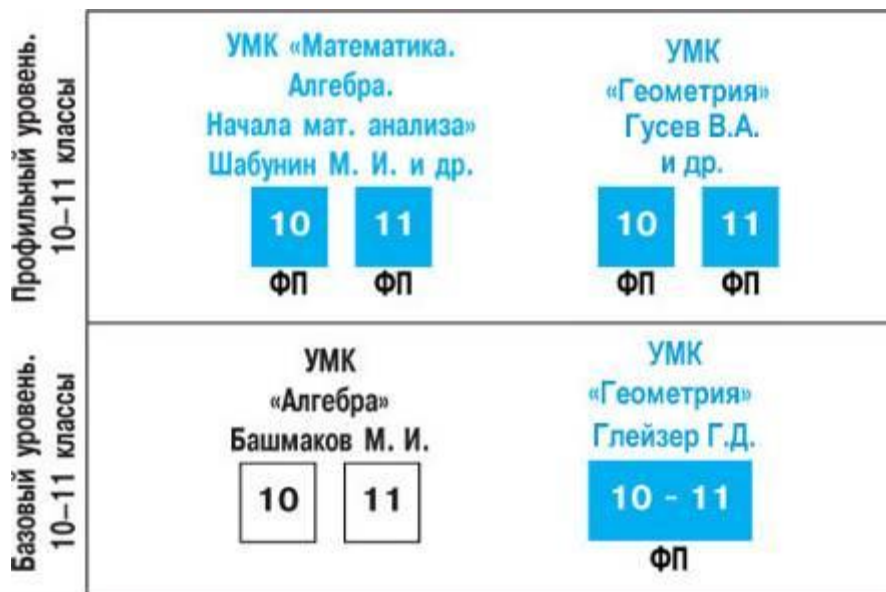 Профильный уровень.
10–11 классы
УМК «Математика.
Алгебра.
Начала мат. анализа»
Шабунин М. И. и др.
10 11
ФП ФП
УМК
«Геометрия»
Гусев В.А.
и др.
10 11
ФП ФП
Базовый уровень.
10–11 классы
УМК
«Алгебра»
Башмаков М. И.
10 11
УМК
«Геометрия»
Глейзер Г.Д.
10 - 11
ФП